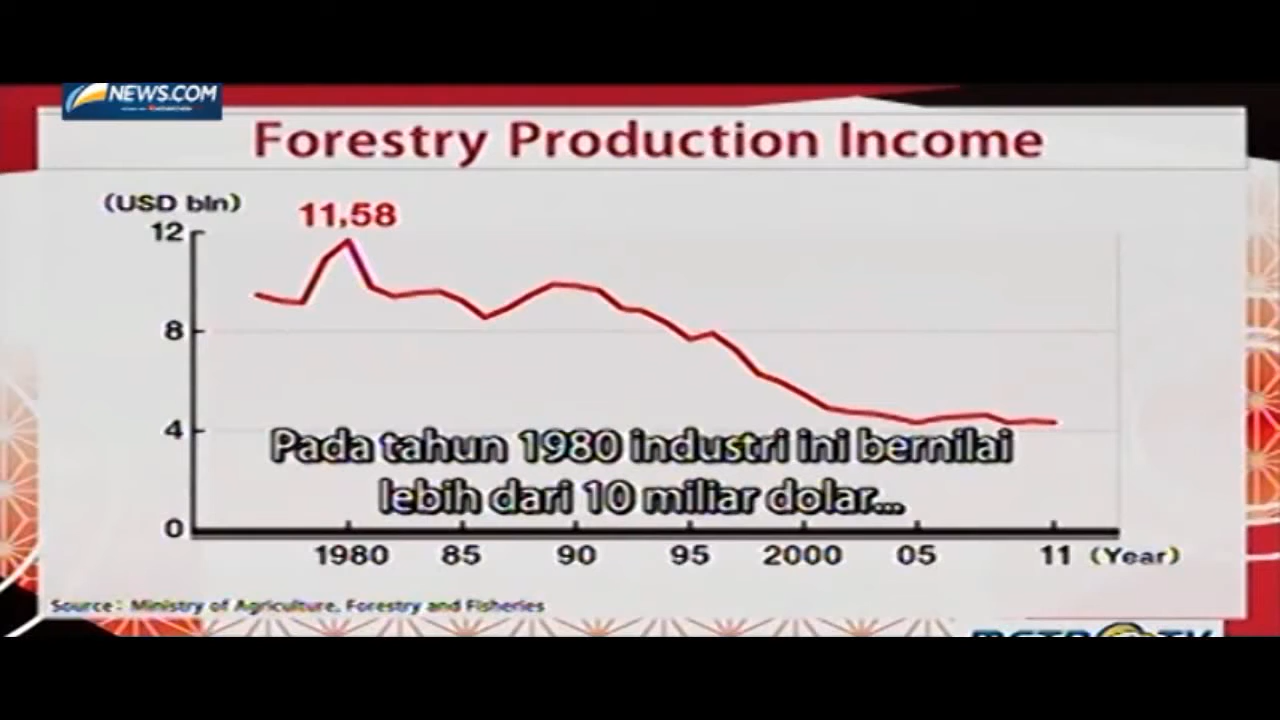 NEWS.COM
Forestry Production Income
(USD bln)
11,58
12
8
4
0
Pada tahun 1980 industri ini bernilai
lebih dari 10 miliar dolar...
1980 85 90 95 2000 05 11 (Year)
Source: Ministry of Agriculture, Forestry and Fisheries